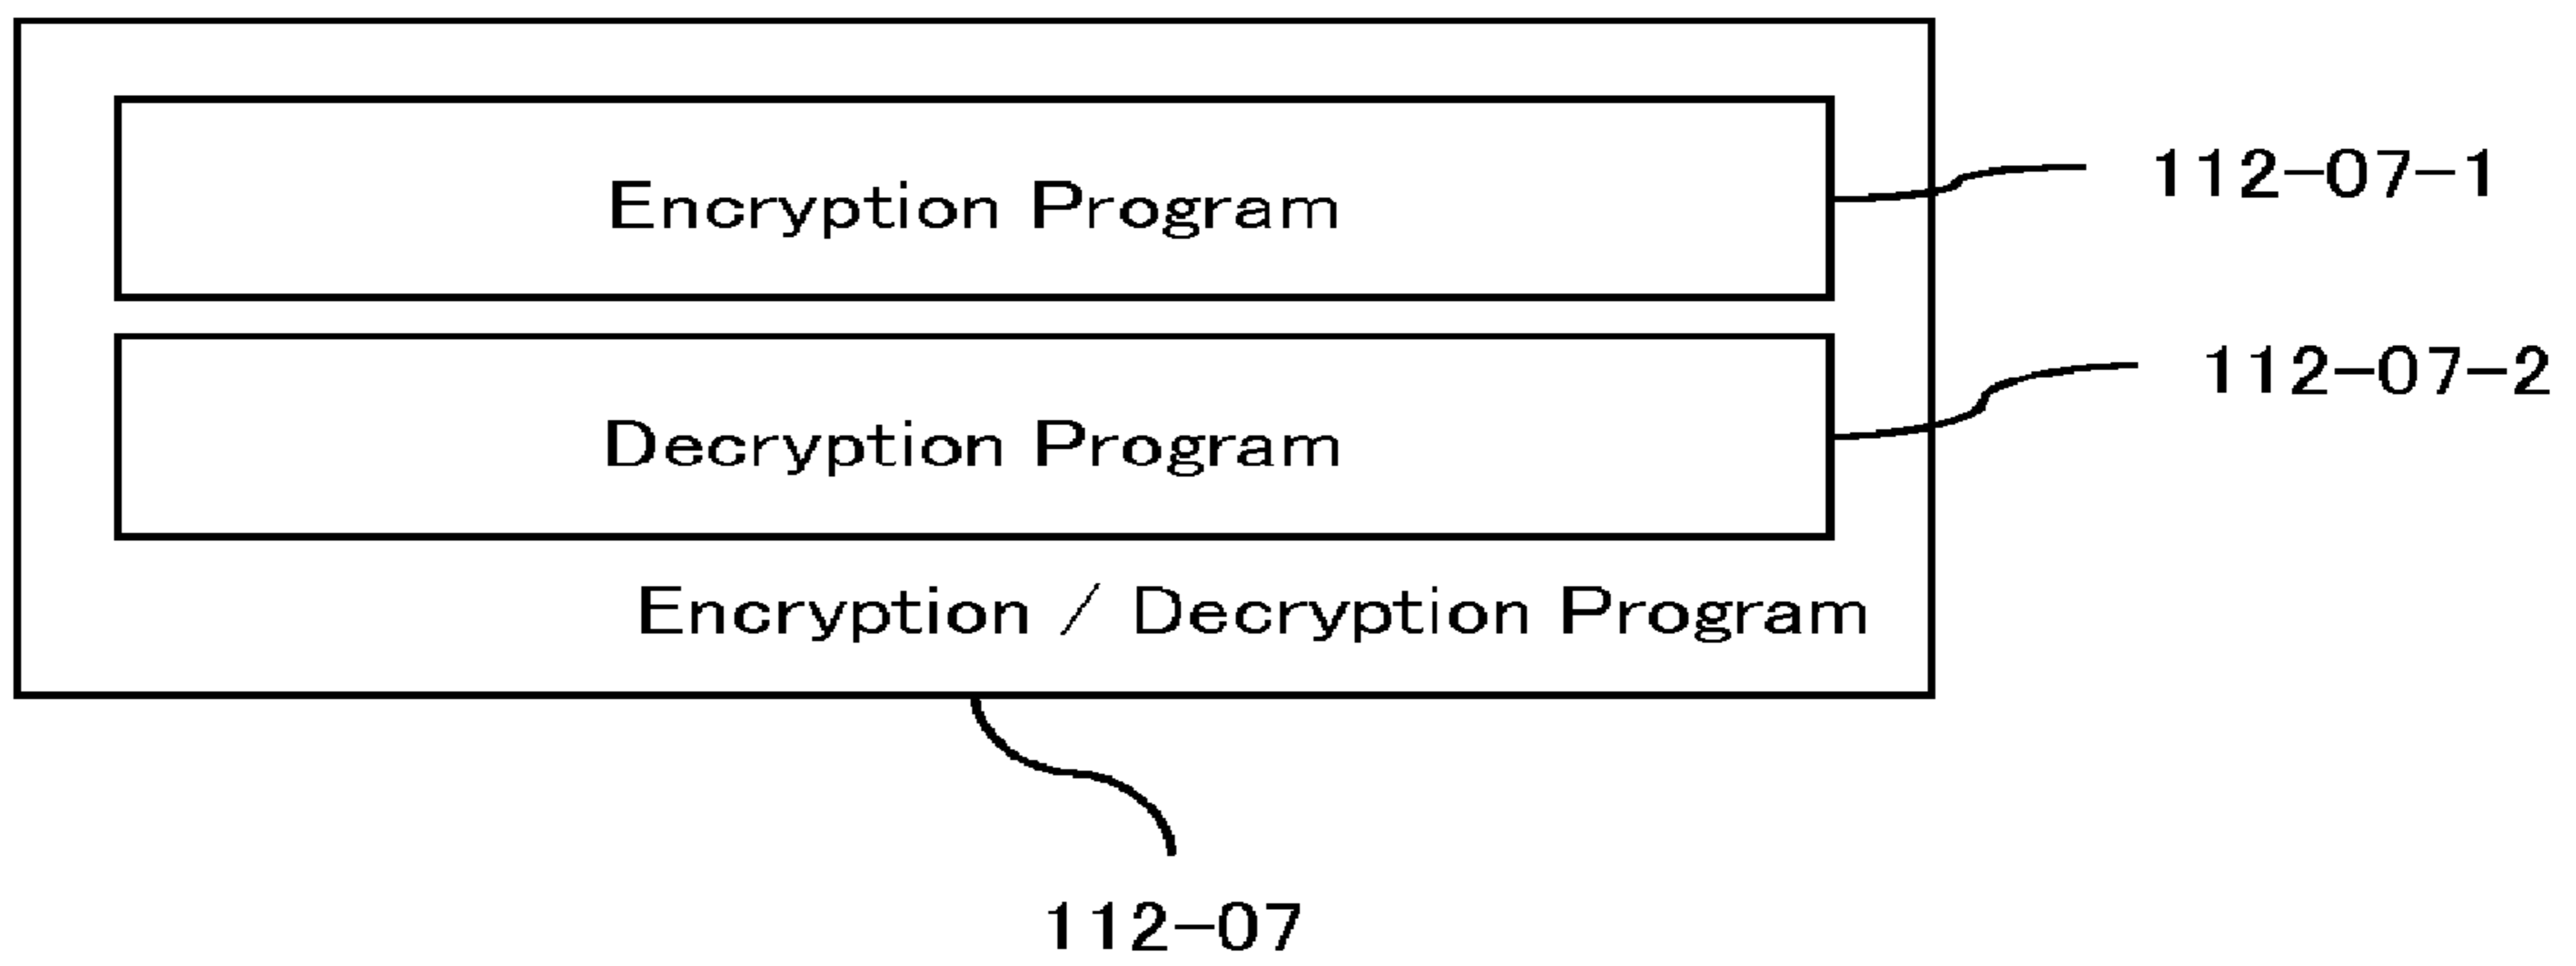 Encryption Program
112-07-1
Decryption Program
112-07-2
Encryption / Decryption Program
112-07